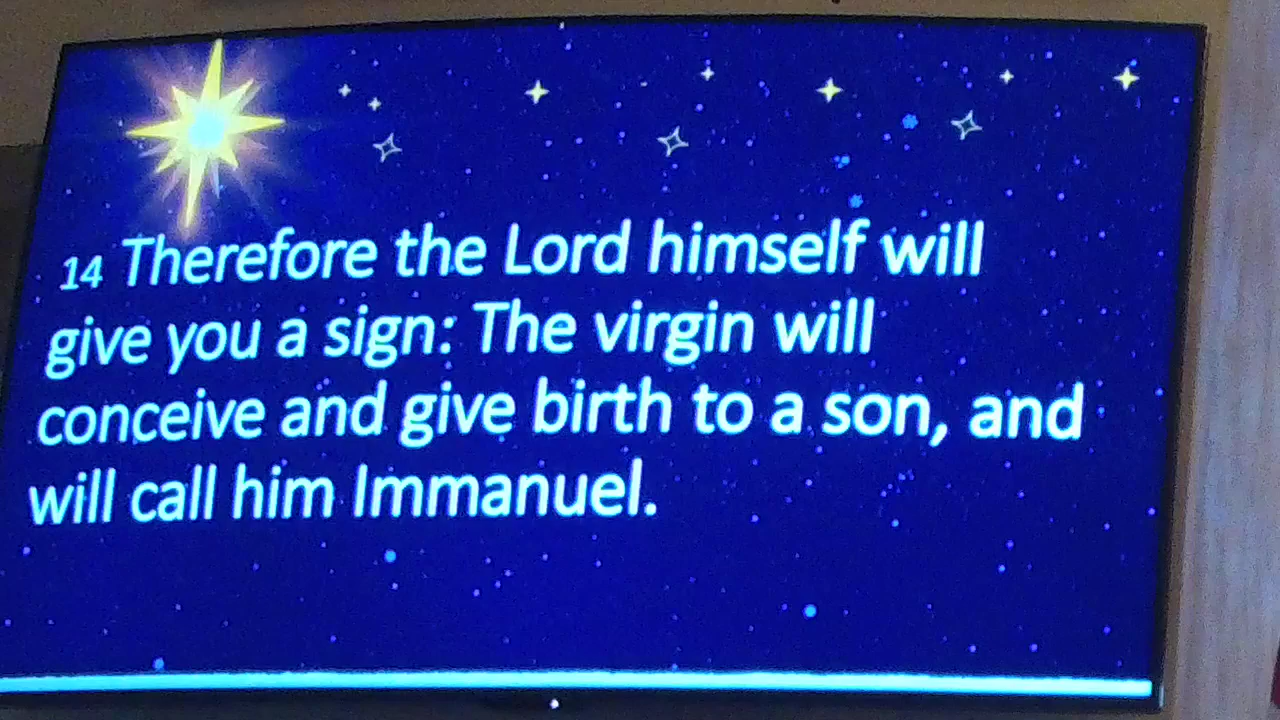 14 Therefore the Lord himself will
give you a sign: The virgin will
conceive and give birth to a son, and
will call him Immanuel.